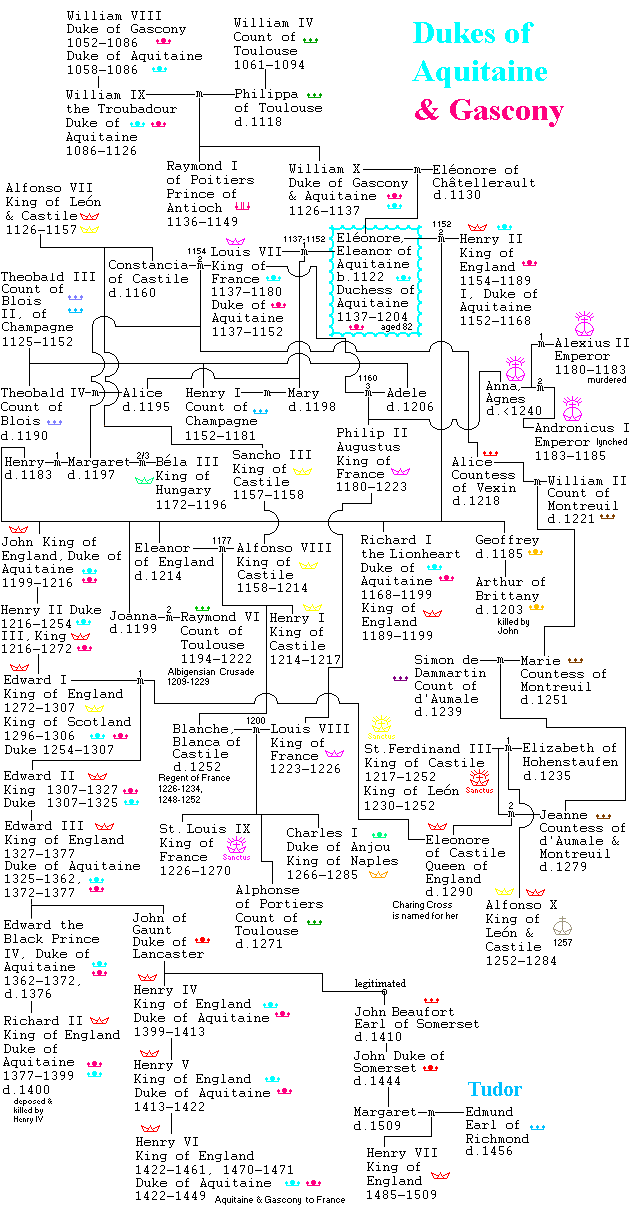 Dukes of
Aquitaine
& Gascony
William VIII
Duke of Gascony
1052-1086
Duke of Aquitaine
1058-1086
William IV
Count of
Toulouse
1061-1094
William IX
the Troubadour
Duke of
Aquitaine
1086-1126
m
Philippa
of Toulouse
d.1118
Raymond I
of Poitiers
Prince of
Antioch
1136-1149
William X
Duke of Gascony
& Aquitaine
1126-1137
m
Eléonore of
Châtellerault
d.1130
Alfonso VII
King of León
& Castile
1126-1157
Constancia
of Castile
d.1160
1154
2
m
Louis VII
King of
France
1137-1180
Duke of
Aquitaine
1137-1152
1137-1152
1
m
Eléonore,
Eleanor of
Aquitaine
b.1122
Duchess of
Aquitaine
1137-1204
aged 82
1152
2
m
Henry II
King of
England
1154-1189
I, Duke of
Aquitaine
1152-1168
Theobald III
Count of
Blois
II, of
Champagne
1125-1152
1
m
Alexius II
Emperor
1180-1183
murdered
Theobald IV
Count of
Blois
d.1190
m
Alice
d.1195
Henry I
Count of
Champagne
1152-1181
m
Mary
d.1198
1160
m
3
Adele
d.1206
Anna,
Agnes
d.<1240
2
m
Andronicus I
Emperor lynched
1183-1185
Philip II
Augustus
King of
France
1180-1223
Henry
d.1183
1
m
Margaret
d.1197
2/3
m
Béla III
King of
Hungary
1172-1196
Sancho III
King of
Castile
1157-1158
Alice
Countess
of Vexin
d.1218
m
William II
Count of
Montreuil
d.1221
John King of
England, Duke of
Aquitaine
1199-1216
Eleanor
of England
d.1214
1177
m
Alfonso VIII
King of
Castile
1158-1214
Richard I
the Lionheart
Duke of
Aquitaine
1168-1199
King of
England
1189-1199
Geoffrey
d.1185
Arthur of
Brittany
d.1203
killed by
John
Henry II Duke
1216-1254
III, King
1216-1272
Joanna
d.1199
2
m
Raymond VI
Count of
Toulouse
1194-1222
Albigensian Crusade
1209-1229
Henry I
King of
Castile
1214-1217
Simon de
Dammartin
Count of
d'Aumale
d.1239
m
Marie
Countess of
Montreuil
d.1251
Edward I
King of England
1272-1307
King of Scotland
1296-1306
Duke 1254-1307
1
m
Blanche,
Blanca of
Castile
d.1252
Regent of France
1226-1234,
1248-1252
1200
m
Louis VIII
King of
France
1223-1226
Sanctus
St.Ferdinand III
King of Castile
1217-1252
King of León
1230-1252
Sanctus
1
m
Elizabeth of
Hohenstaufen
d.1235
2
m
Jeanne
Countess of
d'Aumale &
Montreuil
d.1279
Edward II
King 1307-1327
Duke 1307-1325
Edward III
King of England
1327-1377
Duke of Aquitaine
1325-1362,
1372-1377
St. Louis IX
King of
France
Sanctus
1226-1270
Charles I
Duke of Anjou
King of Naples
1266-1285
Eleonore
of Castile
Queen of
England
d.1290
Charing Cross
is named for her
Alphonse
of Portiers
Count of
Toulouse
d.1271
Alfonso X
King of
León &
Castile
1252-1284
1257
Edward the
Black Prince
IV, Duke of
Aquitaine
1362-1372,
d.1376
John of
Gaunt
Duke of
Lancaster
Richard II
King of England
Duke of
Aquitaine
1377-1399
d.1400
deposed &
killed by
Henry IV
Henry IV
King of England
Duke of Aquitaine
1399-1413
legitimated
John Beaufort
Earl of Somerset
d.1410
Henry V
King of England
Duke of Aquitaine
1413-1422
John Duke of
Somerset
d.1444
Tudor
Margaret
d.1509
m
Edmund
Earl of
Richmond
d.1456
Henry VI
King of England
1422-1461, 1470-1471
Duke of Aquitaine
1422-1449
Aquitaine & Gascony to France
Henry VII
King of
England
1485-1509